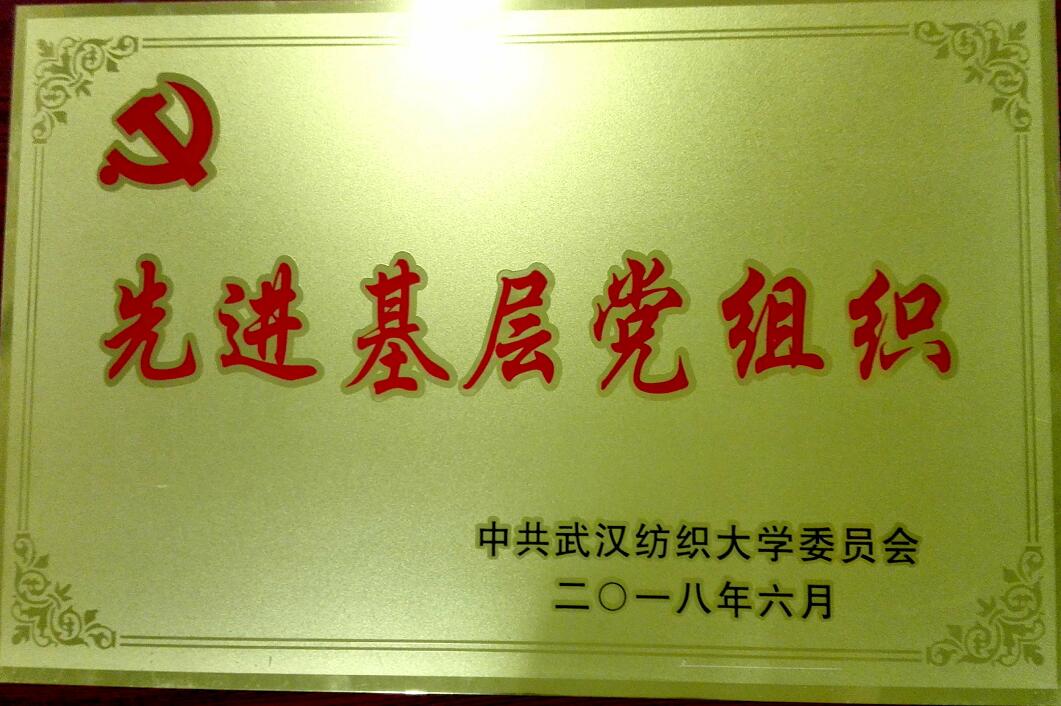 先进基层党组织
中共武汉纺织大学委员会
二〇一八年六月